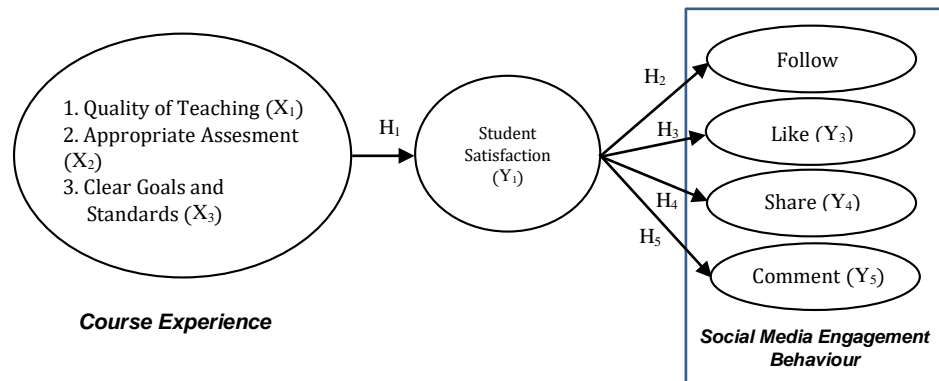 1. Quality of Teaching (X₁)
2. Appropriate Assesment
(X₂)
3. Clear Goals and
Standards (X₃)
Course Experience
H₁
Student
Satisfaction
(Y₁)
H₂
H₃
H₄
H₅
Follow
Like (Y₃)
Share (Y₄)
Comment (Y₅)
Social Media Engagement
Behaviour